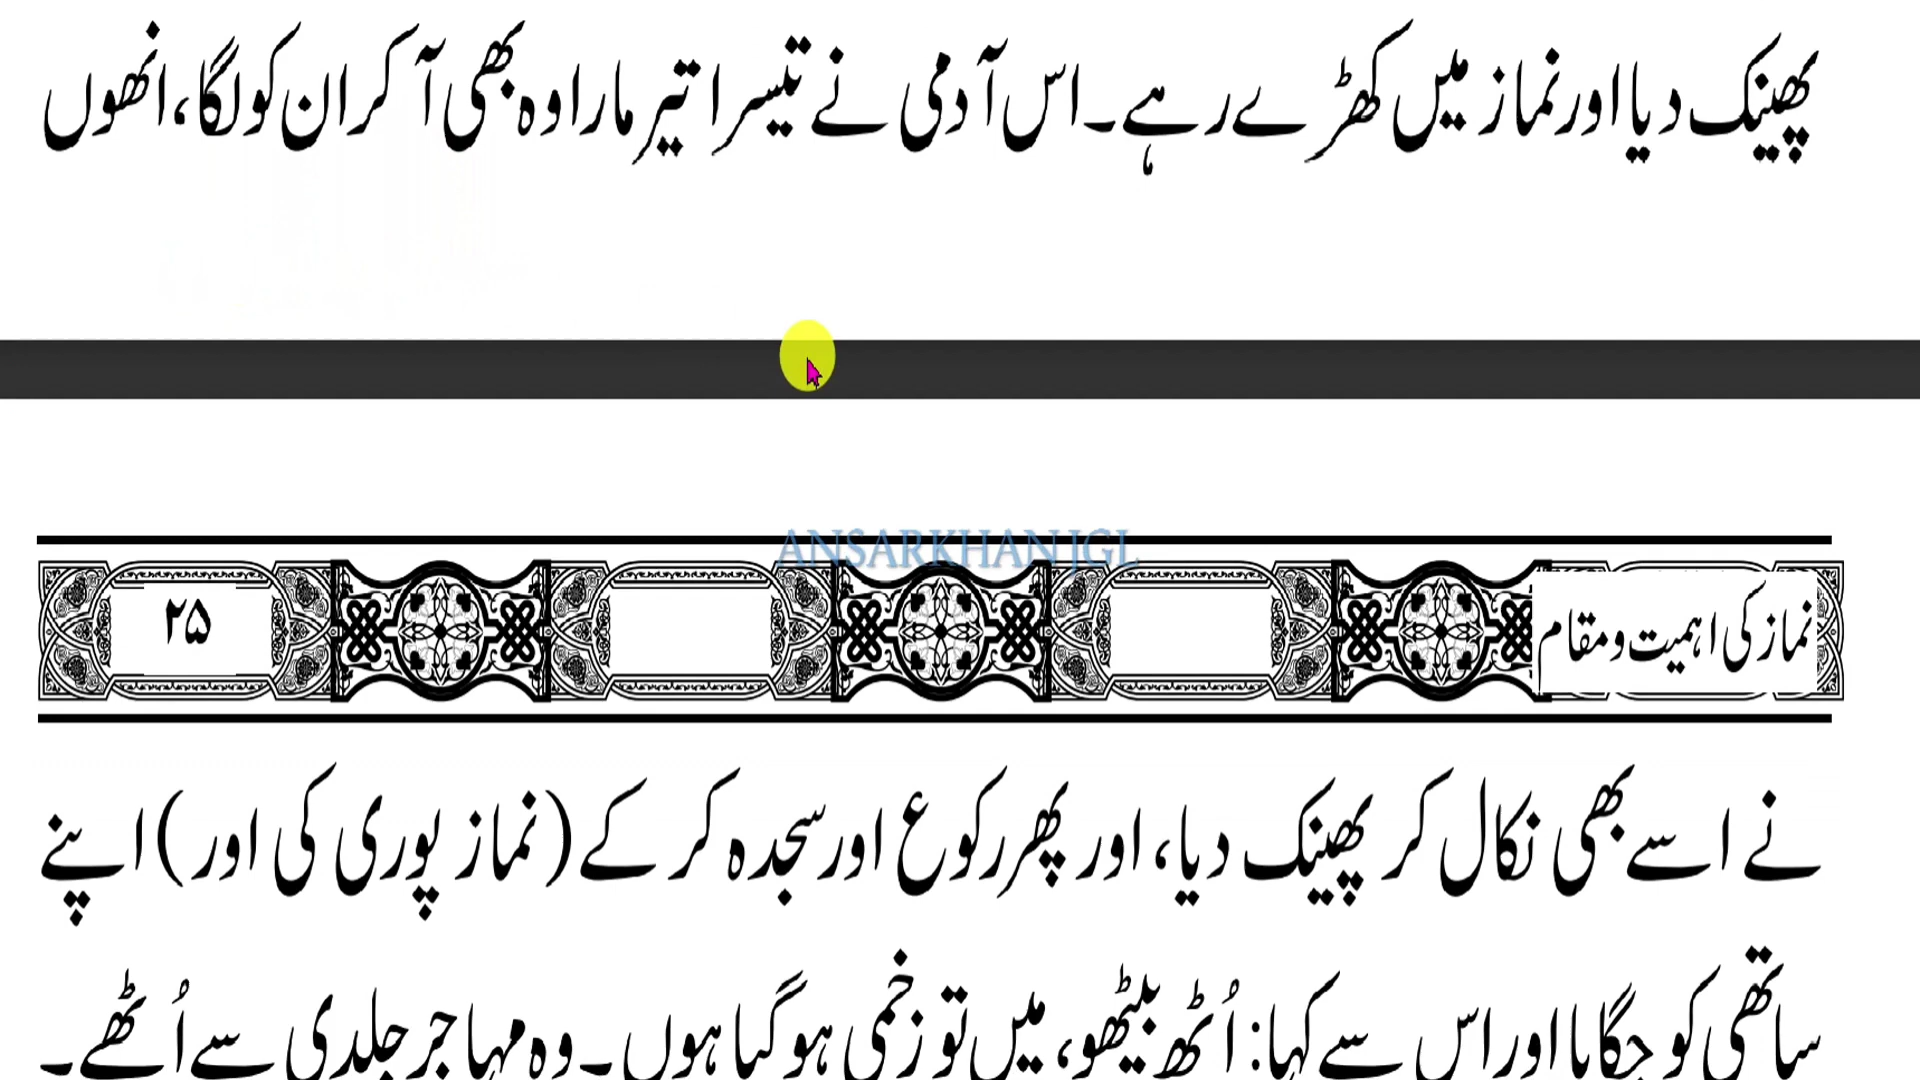 پھینک دیا اور نماز میں کھڑے رہے۔ اس آدمی نے تیسرا تیر مارا وہ بھی آ کر ان کو لگا، انھوں
ANSARKHANJGL
نماز کی اہمیت و مقام
۲۵
نے اسے بھی نکال کر پھینک دیا، اور پھر رکوع اور سجدہ کر کے (نماز پوری کی اور) اپنے
ساتھی کو جگایا اور اس سے کہا: اُٹھ بیٹھو، میں تو زخمی ہو گیا ہوں۔ وہ مہاجر جلدی سے اُٹھے۔